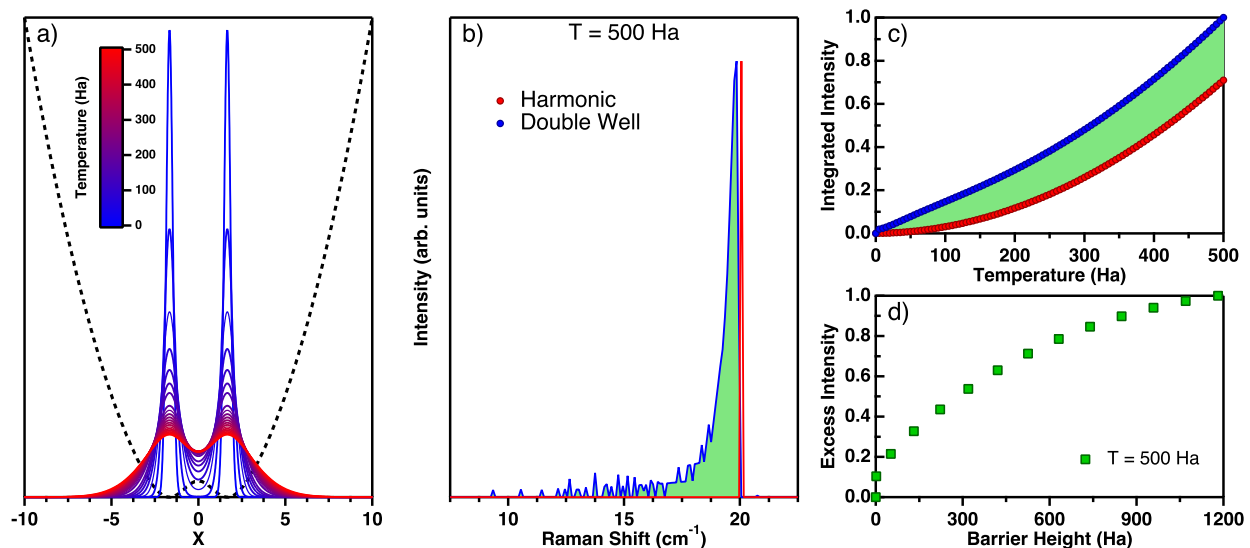 a)
Temperature (Ha)
500
400
300
200
100
0
-10
-5
0
5
10
X
b)
T = 500 Ha
Harmonic
Double Well
Intensity (arb. units)
10
15
20
Raman Shift (cm⁻¹)
c)
Integrated Intensity
1.0
0.8
0.6
0.4
0.2
0.0
0
100
200
300
400
500
Temperature (Ha)
d)
Excess Intensity
1.0
0.8
0.6
0.4
0.2
0.0
T = 500 Ha
0
300
600
900
1200
Barrier Height (Ha)